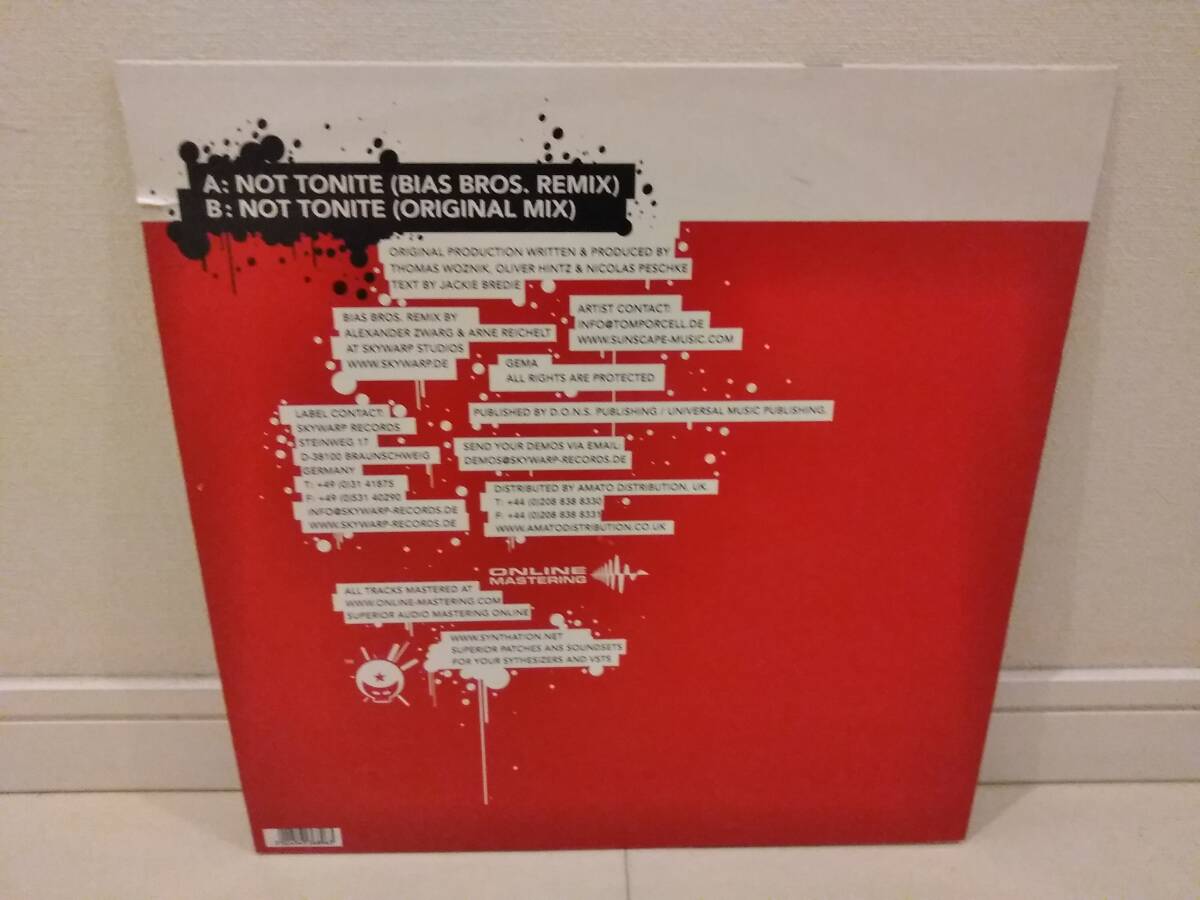 A: NOT TONITE (BIAS BROS. REMIX)
B: NOT TONITE (ORIGINAL MIX)
ORIGINAL PRODUCTION WRITTEN & PRODUCED BY
THOMAS WOZNIK, OLIVER HINTZ & NICOLAS PESCHKE
TEXT BY JACKIE BREDIE
BIAS BROS. REMIX BY
ALEXANDER ZWARG & ARNE REICHELT
AT SKYWARP STUDIOS
WWW.SKYWARP.DE
ARTIST CONTACT:
INFO@TOMPORCELL.DE
WWW.SUNSCAPE-MUSIC.COM
GEMA
ALL RIGHTS ARE PROTECTED
PUBLISHED BY D.O.N.S. PUBLISHING / UNIVERSAL MUSIC PUBLISHING.
LABEL CONTACT:
SKYWARP RECORDS
STEINWEG 17
D-38100 BRAUNSCHWEIG
GERMANY
T: +49 (0)31 41875
F: +49 (0)531 40290
INFO@SKYWARP-RECORDS.DE
WWW.SKYWARP-RECORDS.DE
SEND YOUR DEMOS VIA EMAIL:
DEMOS@SKYWARP-RECORDS.DE
DISTRIBUTED BY AMATO DISTRIBUTION, UK.
T: +44 (0)208 838 8330
F: +44 (0)208 838 8331
WWW.AMATODISTRIBUTION.CO.UK
ONLINE
MASTERING
ALL TRACKS MASTERED AT
WWW.ONLINE-MASTERING.COM
SUPERIOR AUDIO MASTERING ONLINE
WWW.SYNTHATION.NET
SUPERIOR PATCHES ANS SOUNDSETS
FOR YOUR SYTHESIZERS AND VSTS